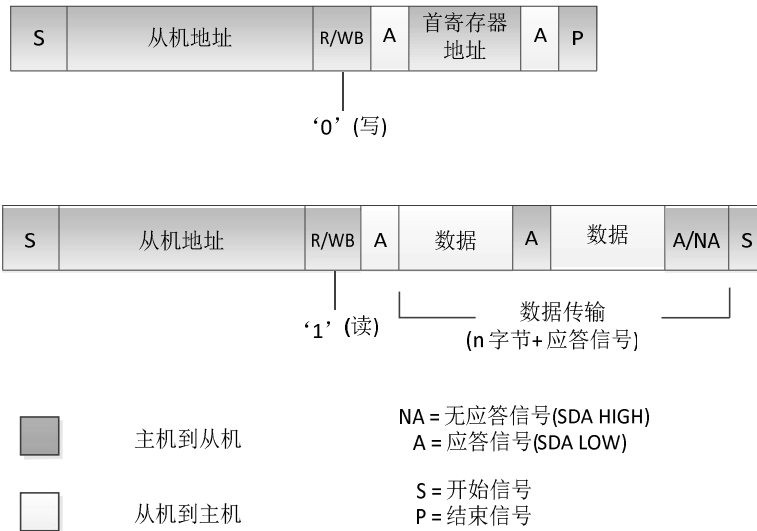 S 从机地址 R/WB A 首寄存器 A P
地址
‘0’ (写)
S 从机地址 R/WB A 数据 A 数据 A/NA S
‘1’ (读)
数据传输
(n 字节+ 应答信号)
主机到从机
从机到主机
NA = 无应答信号(SDA HIGH)
A = 应答信号(SDA LOW)
S = 开始信号
P = 结束信号